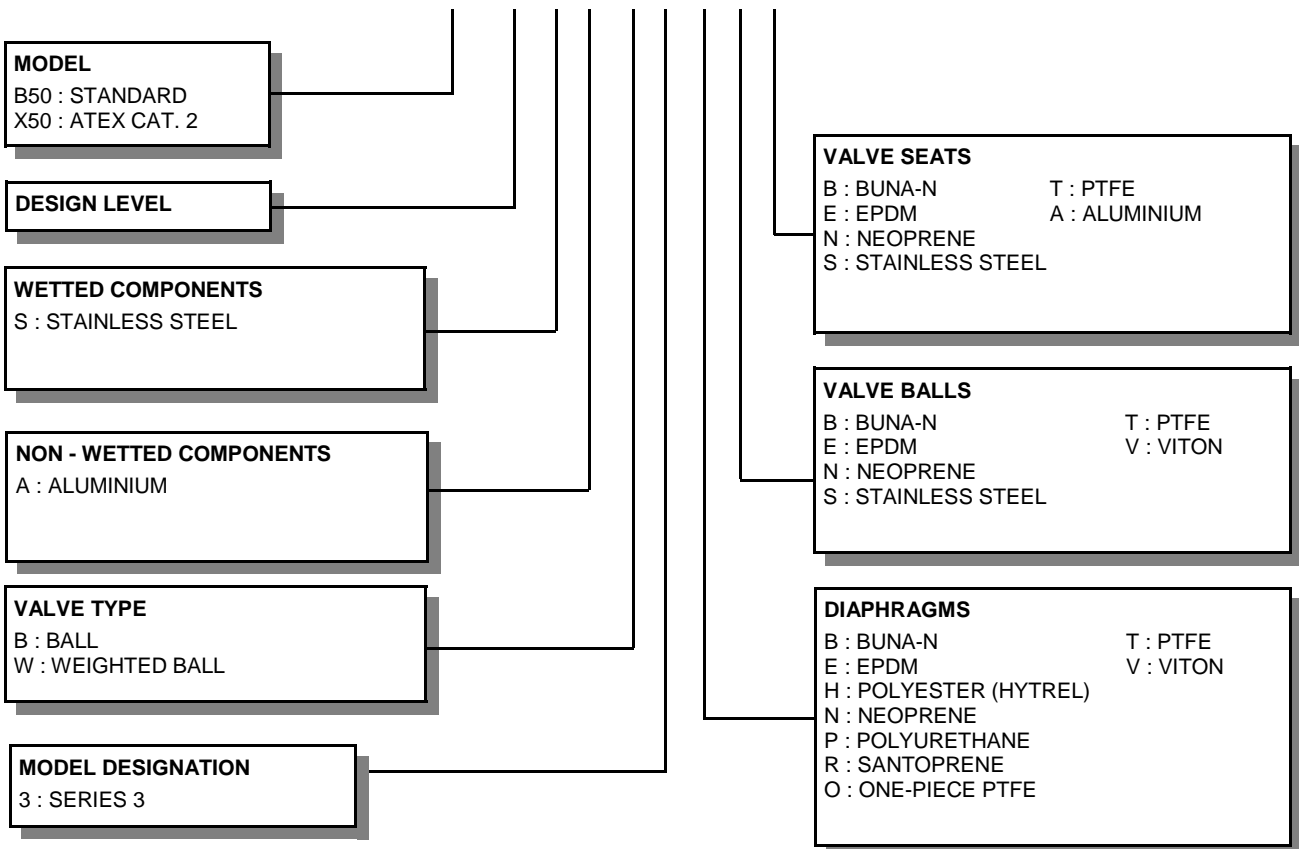 MODEL
B50 : STANDARD
X50 : ATEX CAT. 2
DESIGN LEVEL
WETTED COMPONENTS
S : STAINLESS STEEL
NON - WETTED COMPONENTS
A : ALUMINIUM
VALVE TYPE
B : BALL
W : WEIGHTED BALL
MODEL DESIGNATION
3 : SERIES 3
VALVE SEATS
B : BUNA-N T : PTFE
E : EPDM A : ALUMINIUM
N : NEOPRENE
S : STAINLESS STEEL
VALVE BALLS
B : BUNA-N T : PTFE
E : EPDM V : VITON
N : NEOPRENE
S : STAINLESS STEEL
DIAPHRAGMS
B : BUNA-N T : PTFE
E : EPDM V : VITON
H : POLYESTER (HYTREL)
N : NEOPRENE
P : POLYURETHANE
R : SANTOPRENE
O : ONE-PIECE PTFE